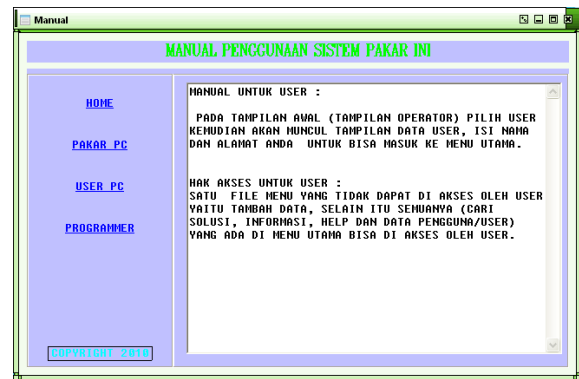 Manual
MANUAL PENGGUNAAN SISTEM PAKAR INI
HOME
PAKAR PC
USER PC
PROGRAMMER
COPYRIGHT 2010
MANUAL UNTUK USER :
PADA TAMPILAN AWAL (TAMPILAN OPERATOR) PILIH USER
KEMUDIAN AKAN MUNCUL TAMPILAN DATA USER, ISI NAMA
DAN ALAMAT ANDA UNTUK BISA MASUK KE MENU UTAMA.
HAK AKSES UNTUK USER :
SATU FILE MENU YANG TIDAK DAPAT DI AKSES OLEH USER
YAITU TAMBAH DATA, SELAIN ITU SEMUANYA (CARI
SOLUSI, INFORMASI, HELP DAN DATA PENGGUNA/USER)
YANG ADA DI MENU UTAMA BISA DI AKSES OLEH USER.